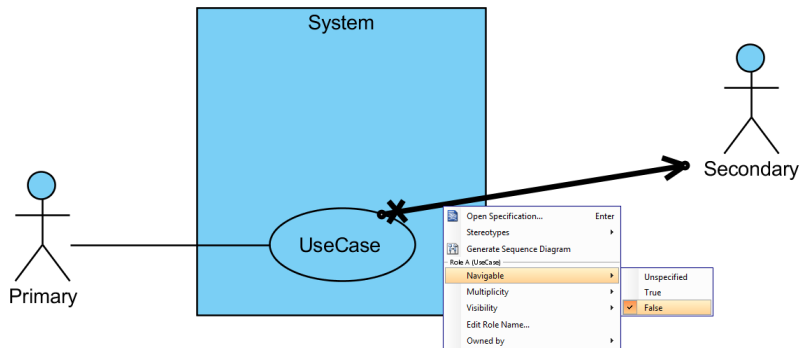 System
Secondary
UseCase
Primary
Open Specification... Enter
Stereotypes
Generate Sequence Diagram
Role A (UseCase)
Navigable
Multiplicity
Visibility
Edit Role Name...
Owned by
Unspecified
True
False